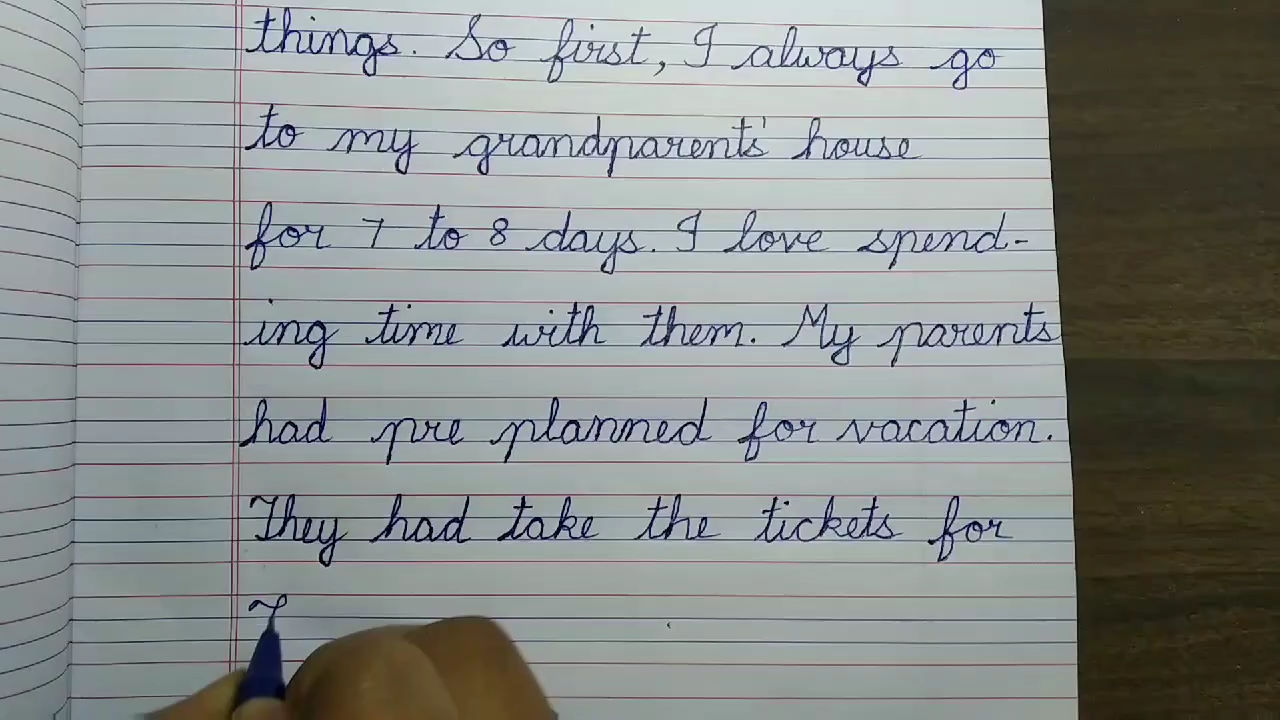 things. So first, I always go
to my grandparents' house
for 7 to 8 days. I love spend-
ing time with them. My parents
had pre planned for vacation.
They had take the tickets for